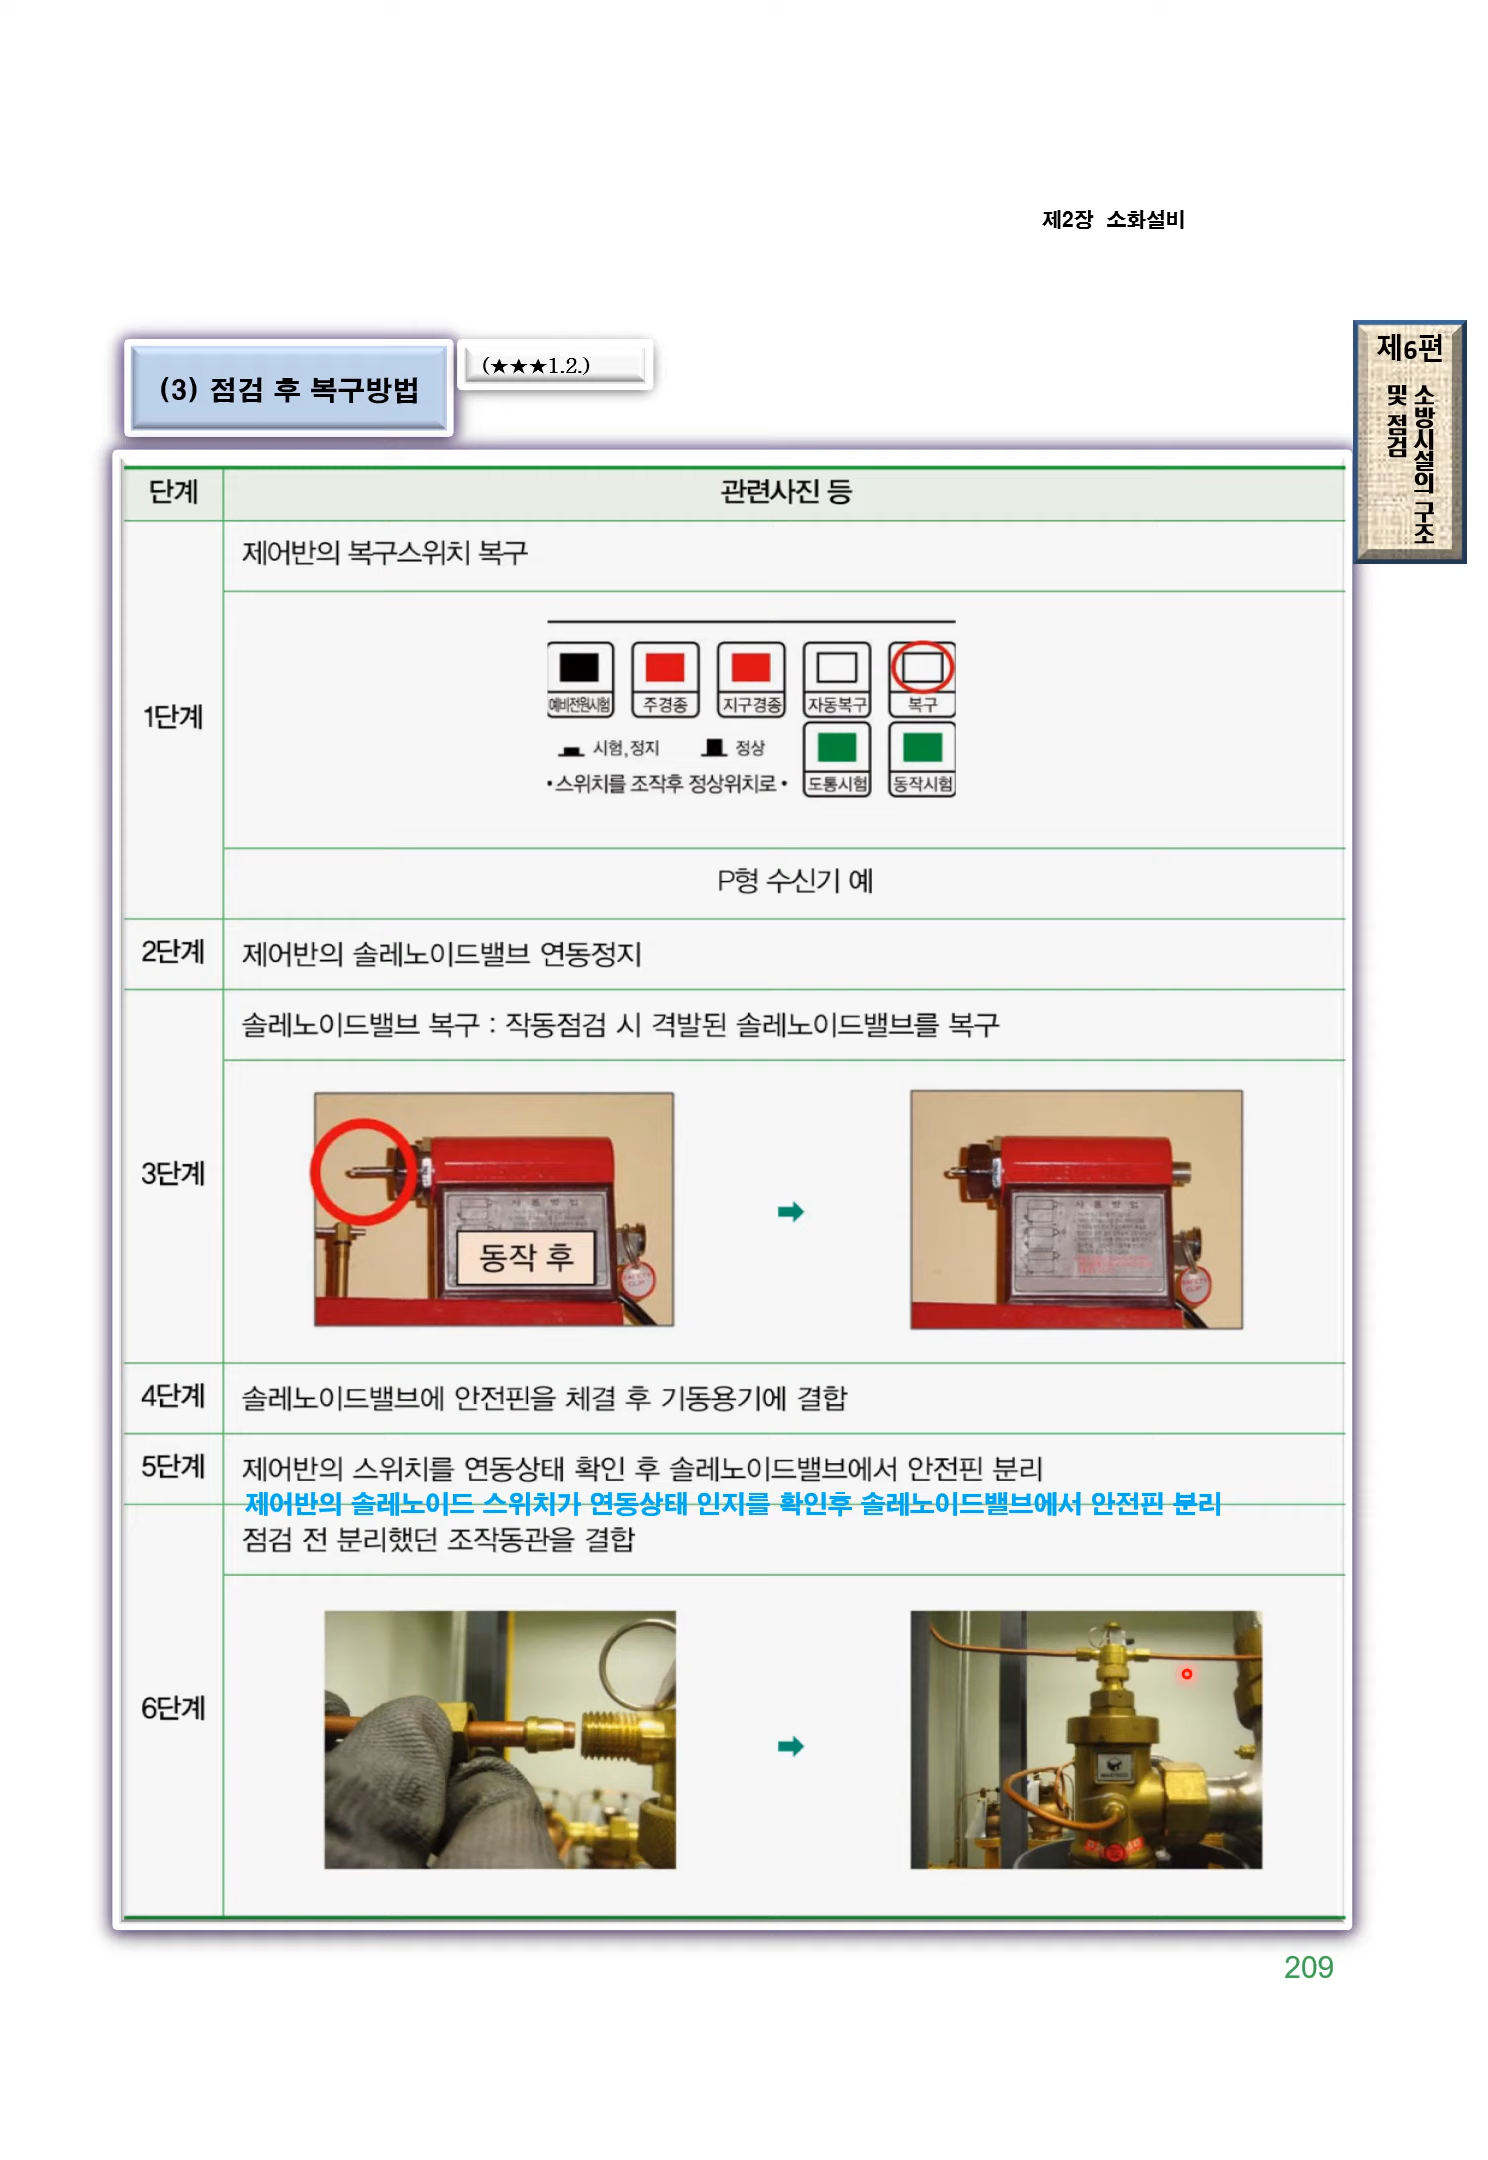 제2장 소화설비
(3) 점검 후 복구방법
(★★★1.2.)
제6편
소방시설의 구조
및 점검
단계
관련사진 등
1단계
제어반의 복구스위치 복구
예비전원시험
주경종
지구경종
자동복구
복구
시험,정지
정상
•스위치를 조작후 정상위치로•
도통시험
동작시험
P형 수신기 예
2단계
제어반의 솔레노이드밸브 연동정지
3단계
솔레노이드밸브 복구 : 작동점검 시 격발된 솔레노이드밸브를 복구
사 용 방 법
동작 후
사 용 방 법
4단계
솔레노이드밸브에 안전핀을 체결 후 기동용기에 결합
5단계
제어반의 스위치를 연동상태 확인 후 솔레노이드밸브에서 안전핀 분리
제어반의 솔레노이드 스위치가 연동상태 인지를 확인후 솔레노이드밸브에서 안전핀 분리
6단계
점검 전 분리했던 조작동관을 결합
209